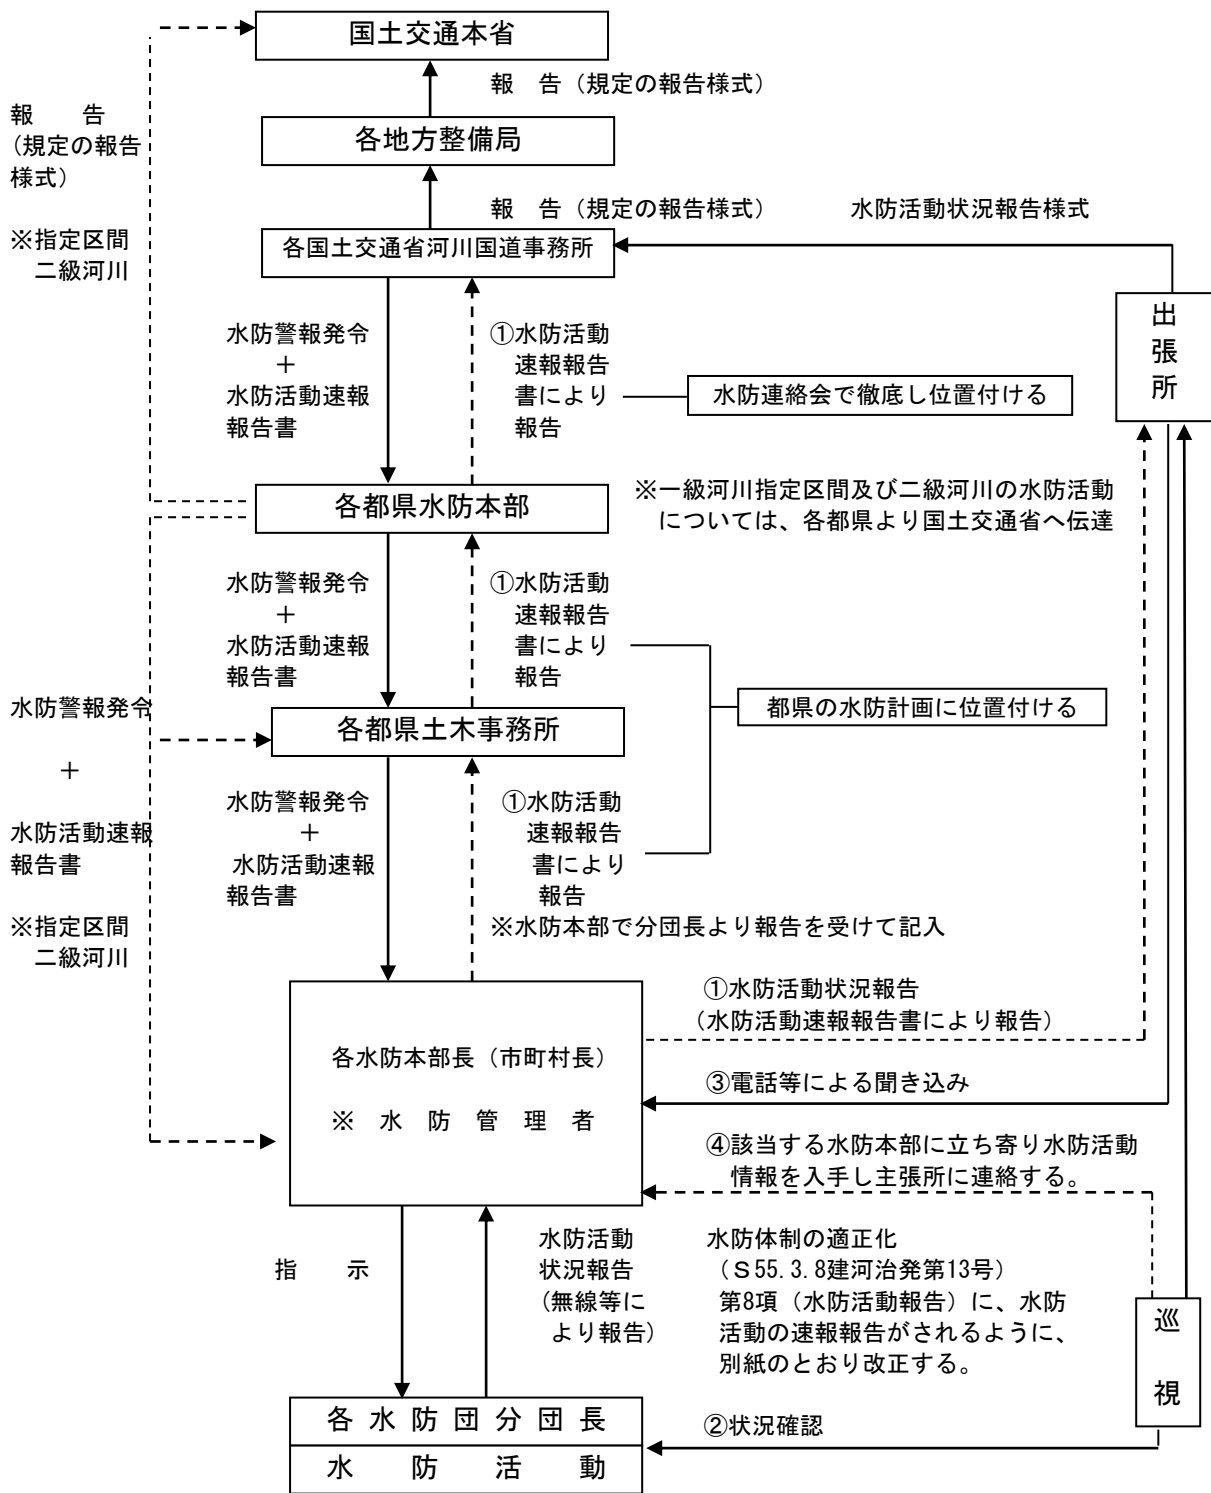 国土交通本省
報　告（規定の報告様式）
報　　告
（規定の報告
様式）
※指定区間
二級河川
各地方整備局
報　告（規定の報告様式）
水防活動状況報告様式
各国土交通省河川国道事務所
出張所
水防警報発令
＋
水防活動速報
報告書
①水防活動
速報報告
書により
報告
水防連絡会で徹底し位置付ける
各都県水防本部
※一級河川指定区間及び二級河川の水防活動
については、各都県より国土交通省へ伝達
水防警報発令
＋
水防活動速報
報告書
①水防活動
速報報告
書により
報告
都県の水防計画に位置付ける
水防警報発令
＋
水防活動速報
報告書
※指定区間
二級河川
各都県土木事務所
水防警報発令
＋
水防活動速報
報告書
①水防活動
速報報告
書により
報告
※水防本部で分団長より報告を受けて記入
①水防活動状況報告
（水防活動速報報告書により報告）
各水防本部長（市町村長）
※　水　防　管　理　者
③電話等による聞き込み
④該当する水防本部に立ち寄り水防活動
情報を入手し主張所に連絡する。
指　　示
水防活動
状況報告
（無線等に
より報告）
水防体制の適正化
（Ｓ55.3.8建河治発第13号）
第8項（水防活動報告）に、水防
活動の速報報告がされるように、
別紙のとおり改正する。
巡視
各水防団分団長
水　防　活　動
②状況確認